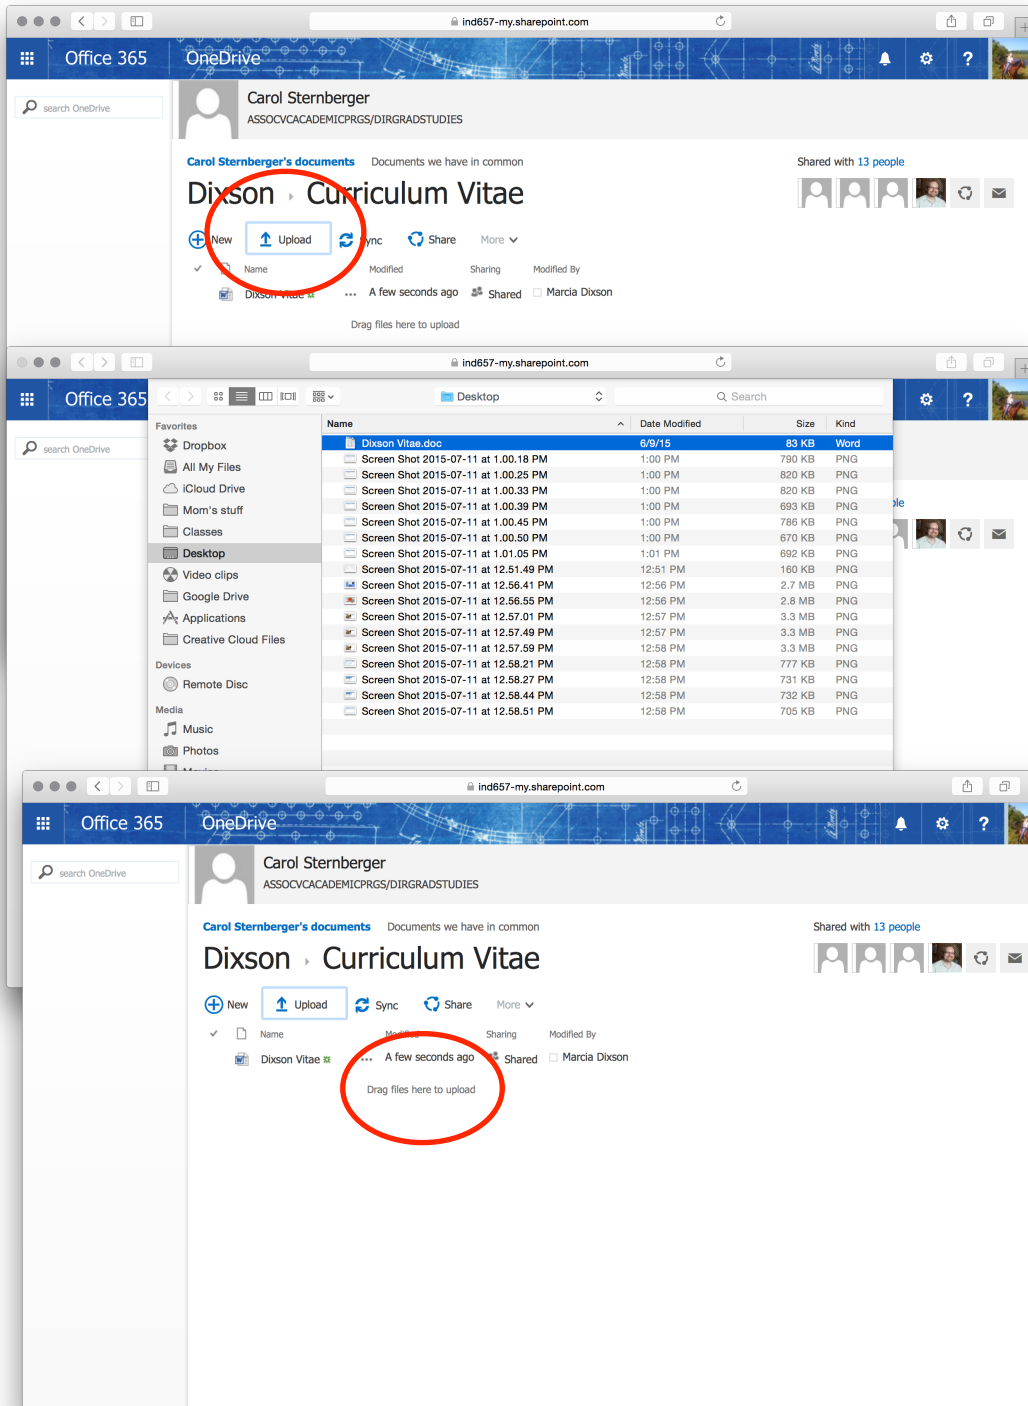 ind657-my.sharepoint.com
Office 365 OneDrive ?
search OneDrive
Carol Sternberger
ASSOCVCACADEMICPRGS/DIRGRADSTUDIES
Carol Sternberger's documents Documents we have in common Shared with 13 people
Dixson Curriculum Vitae
New Upload Sync Share More
Name Modified Sharing Modified By
Dixson Vitae ... A few seconds ago Shared Marcia Dixson
Drag files here to upload
ind657-my.sharepoint.com
Office 365 Desktop Search ?
search OneDrive
Favorites
Dropbox
All My Files
iCloud Drive
Mom's stuff
Classes
Desktop
Video clips
Google Drive
Applications
Creative Cloud Files
Devices
Remote Disc
Media
Music
Photos
Name Date Modified Size Kind
Dixson Vitae.doc 6/9/15 83 KB Word
Screen Shot 2015-07-11 at 1.00.18 PM 1:00 PM 790 KB PNG
Screen Shot 2015-07-11 at 1.00.25 PM 1:00 PM 820 KB PNG
Screen Shot 2015-07-11 at 1.00.33 PM 1:00 PM 820 KB PNG
Screen Shot 2015-07-11 at 1.00.39 PM 1:00 PM 693 KB PNG
Screen Shot 2015-07-11 at 1.00.45 PM 1:00 PM 786 KB PNG
Screen Shot 2015-07-11 at 1.00.50 PM 1:00 PM 670 KB PNG
Screen Shot 2015-07-11 at 1.01.05 PM 1:01 PM 692 KB PNG
Screen Shot 2015-07-11 at 12.51.49 PM 12:51 PM 160 KB PNG
Screen Shot 2015-07-11 at 12.56.41 PM 12:56 PM 2.7 MB PNG
Screen Shot 2015-07-11 at 12.56.55 PM 12:56 PM 2.8 MB PNG
Screen Shot 2015-07-11 at 12.57.01 PM 12:57 PM 3.3 MB PNG
Screen Shot 2015-07-11 at 12.57.49 PM 12:57 PM 3.3 MB PNG
Screen Shot 2015-07-11 at 12.57.59 PM 12:58 PM 3.3 MB PNG
Screen Shot 2015-07-11 at 12.58.21 PM 12:58 PM 777 KB PNG
Screen Shot 2015-07-11 at 12.58.27 PM 12:58 PM 731 KB PNG
Screen Shot 2015-07-11 at 12.58.44 PM 12:58 PM 732 KB PNG
Screen Shot 2015-07-11 at 12.58.51 PM 12:58 PM 705 KB PNG
ind657-my.sharepoint.com
Office 365 OneDrive ?
search OneDrive
Carol Sternberger
ASSOCVCACADEMICPRGS/DIRGRADSTUDIES
Carol Sternberger's documents Documents we have in common Shared with 13 people
Dixson Curriculum Vitae
New Upload Sync Share More
Name Modified Sharing Modified By
Dixson Vitae ... A few seconds ago Shared Marcia Dixson
Drag files here to upload